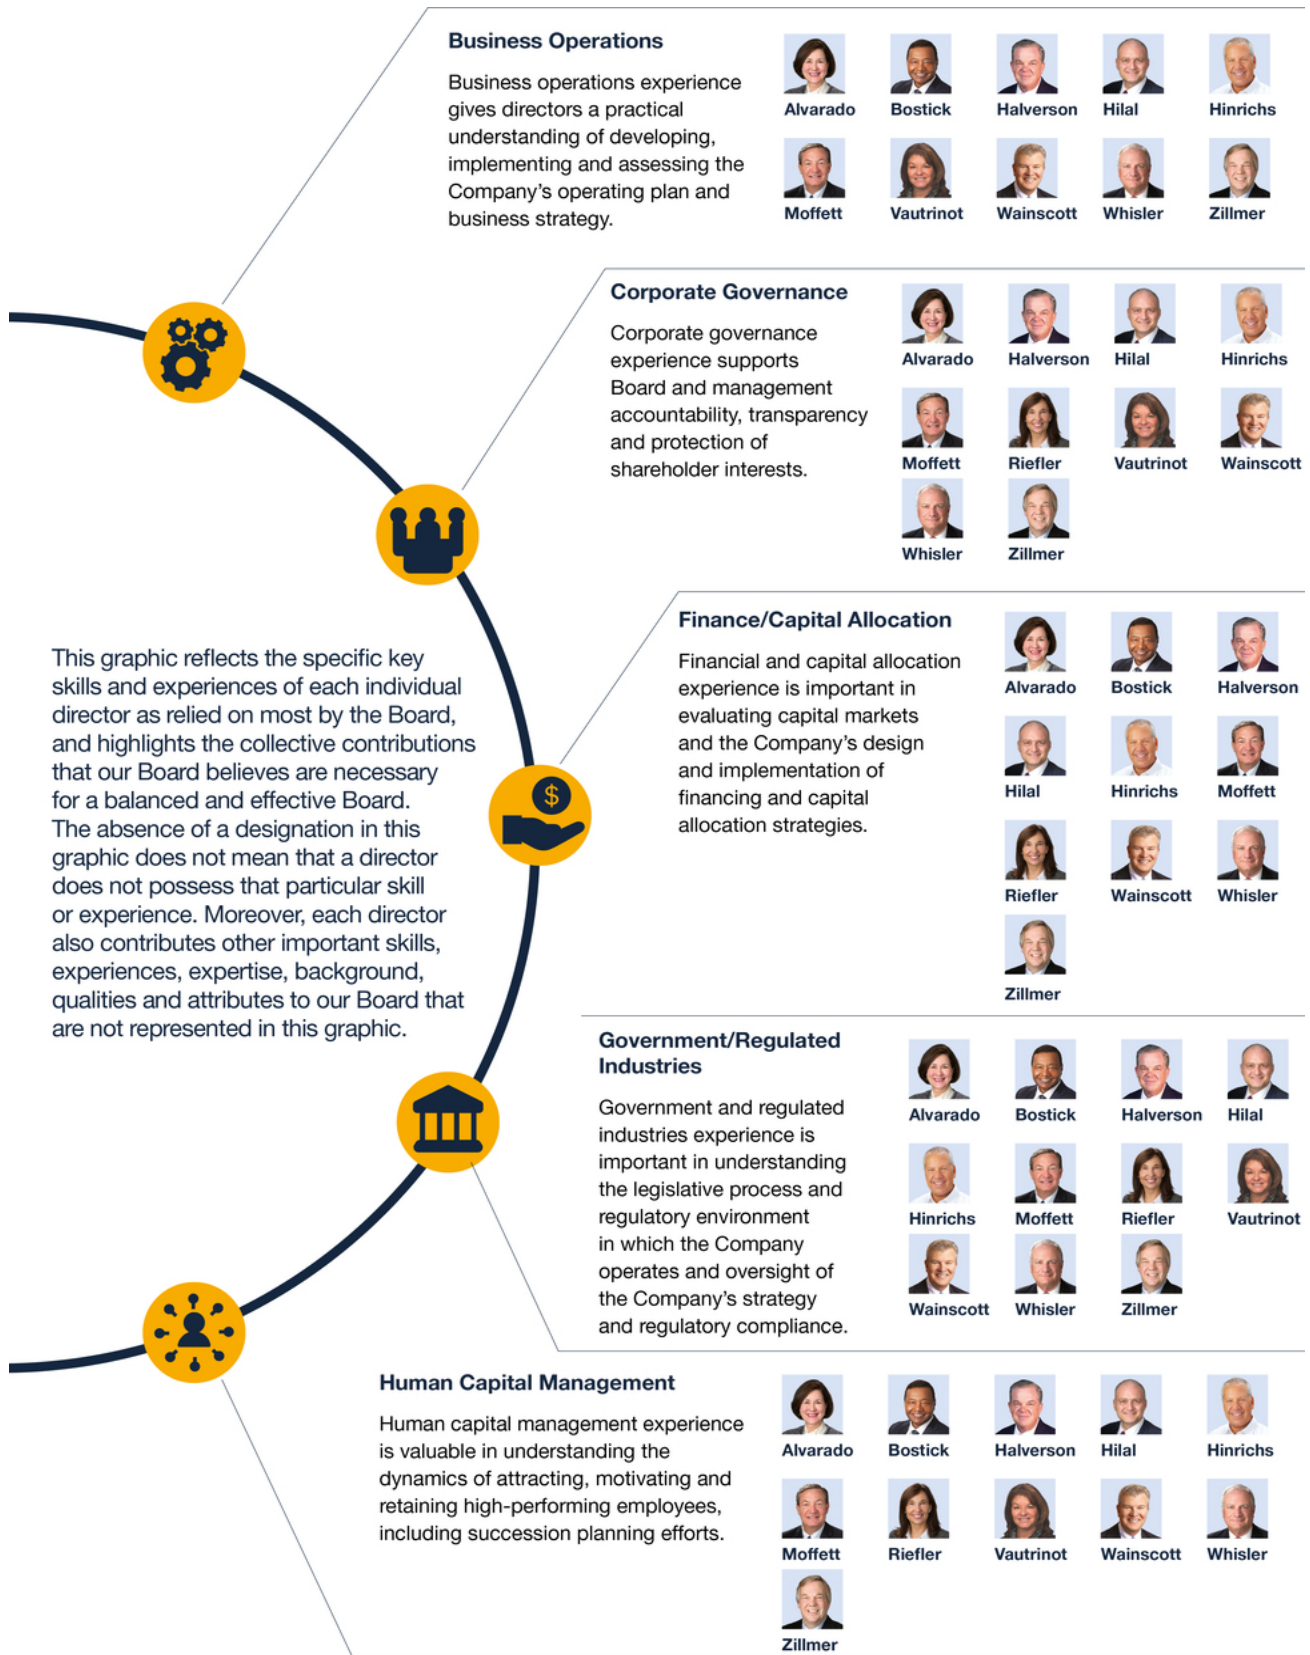 Business Operations
Business operations experience
gives directors a practical
understanding of developing,
implementing and assessing the
Company's operating plan and
business strategy.
Alvarado Bostick Halverson Hilal Hinrichs
Moffett Vautrinot Wainscott Whisler Zillmer
Corporate Governance
Corporate governance
experience supports
Board and management
accountability, transparency
and protection of
shareholder interests.
Alvarado Halverson Hilal Hinrichs
Moffett Riefler Vautrinot Wainscott
Whisler Zillmer
This graphic reflects the specific key
skills and experiences of each individual
director as relied on most by the Board,
and highlights the collective contributions
that our Board believes are necessary
for a balanced and effective Board.
The absence of a designation in this
graphic does not mean that a director
does not possess that particular skill
or experience. Moreover, each director
also contributes other important skills,
experiences, expertise, background,
qualities and attributes to our Board that
are not represented in this graphic.
$
Finance/Capital Allocation
Financial and capital allocation
experience is important in
evaluating capital markets
and the Company's design
and implementation of
financing and capital
allocation strategies.
Alvarado Bostick Halverson
Hilal Hinrichs Moffett
Riefler Wainscott Whisler
Zillmer
Government/Regulated
Industries
Government and regulated
industries experience is
important in understanding
the legislative process and
regulatory environment
in which the Company
operates and oversight of
the Company's strategy
and regulatory compliance.
Alvarado Bostick Halverson Hilal
Hinrichs Moffett Riefler Vautrinot
Wainscott Whisler Zillmer
Human Capital Management
Human capital management experience
is valuable in understanding the
dynamics of attracting, motivating and
retaining high-performing employees,
including succession planning efforts.
Alvarado Bostick Halverson Hilal Hinrichs
Moffett Riefler Vautrinot Wainscott Whisler
Zillmer